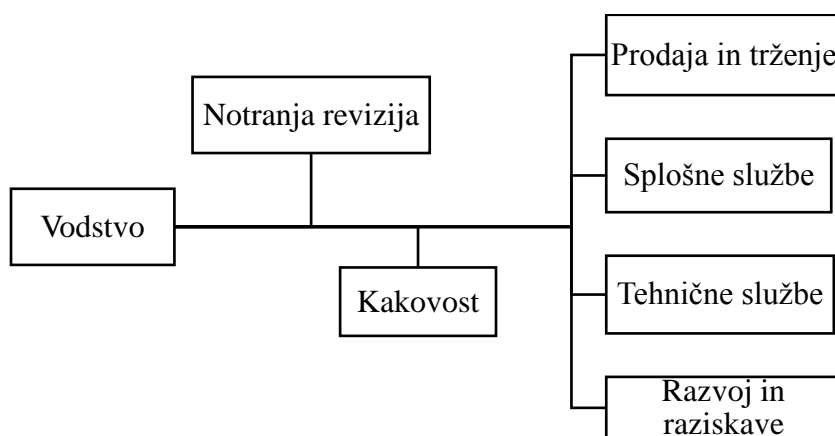 Vodstvo
Notranja revizija
Kakovost
Prodaja in trženje
Splošne službe
Tehnične službe
Razvoj in
raziskave